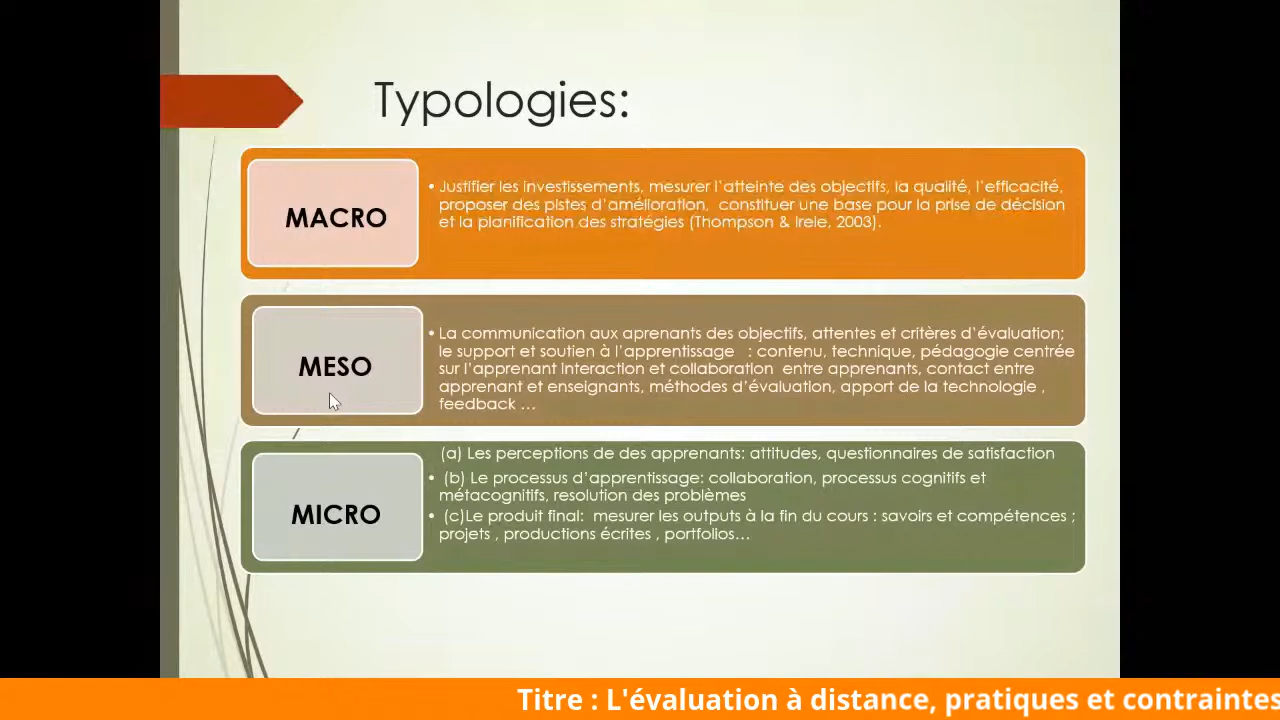 Typologies:
MACRO
• Justifier les investissements, mesurer l'atteinte des objectifs, la qualité, l'efficacité,
proposer des pistes d'amélioration, constituer une base pour la prise de décision
et la planification des stratégies (Thompson & Irele, 2003).
MESO
• La communication aux aprenants des objectifs, attentes et critères d'évaluation;
le support et soutien à l'apprentissage : contenu, technique, pédagogie centrée
sur l'apprenant interaction et collaboration entre apprenants, contact entre
apprenant et enseignants, méthodes d'évaluation, apport de la technologie ,
feedback ...
MICRO
(a) Les perceptions de des apprenants: attitudes, questionnaires de satisfaction
• (b) Le processus d'apprentissage: collaboration, processus cognitifs et
métacognitifs, resolution des problèmes
• (c)Le produit final: mesurer les outputs à la fin du cours : savoirs et compétences ;
projets , productions écrites , portfolios...
Titre : L'évaluation à distance, pratiques et contraintes